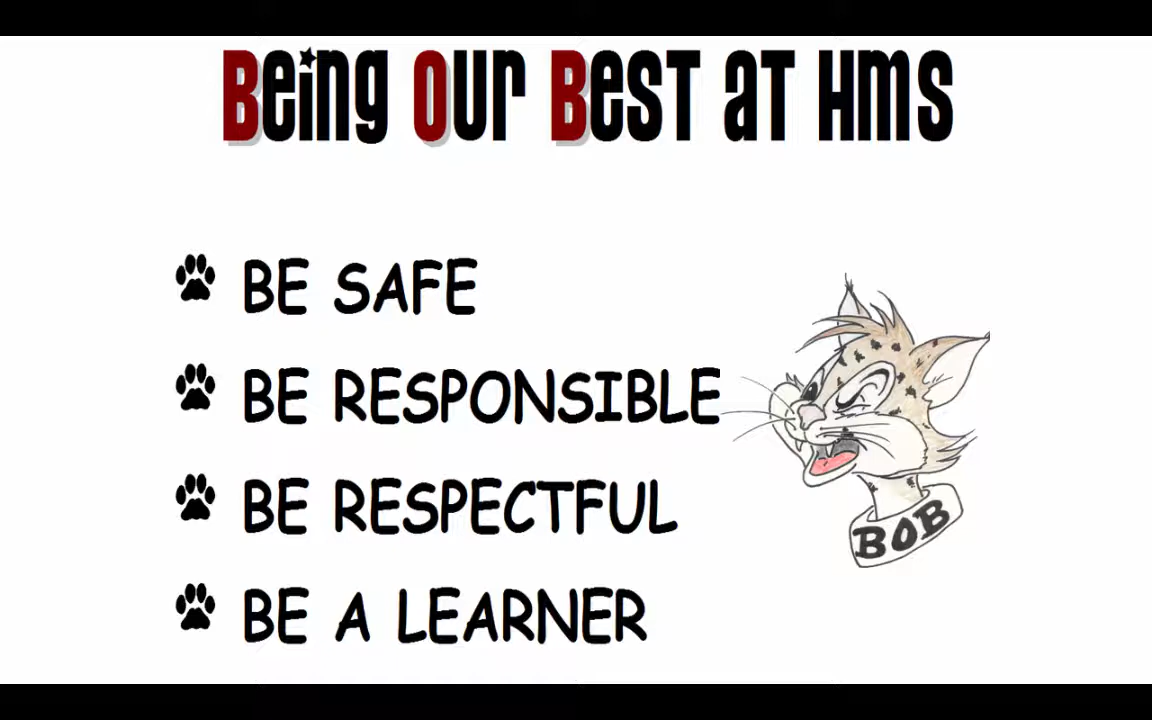 Being Our Best at HMS
BE SAFE
BE RESPONSIBLE
BE RESPECTFUL
BE A LEARNER
BOB